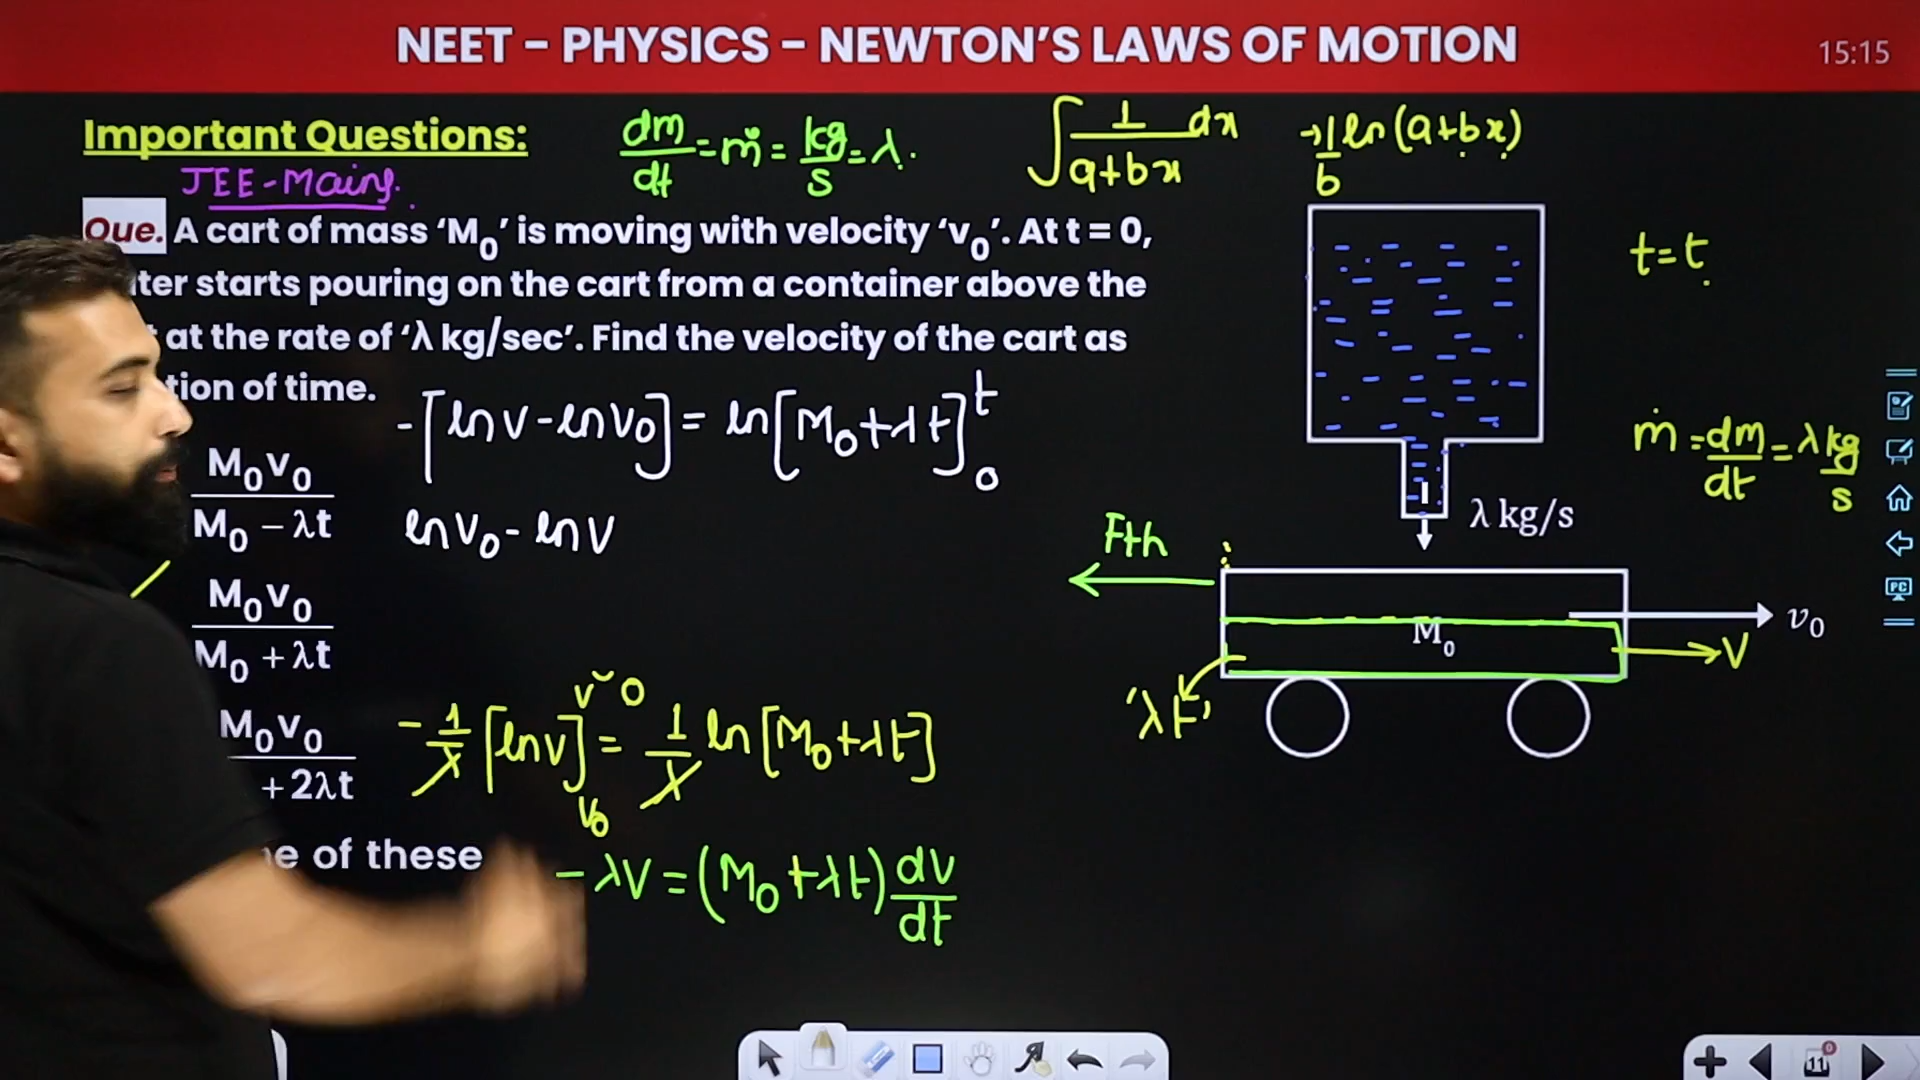 NEET – PHYSICS – NEWTON'S LAWS OF MOTION
15:15
Important Questions:
JEE-Mains.
dm/dt = ṁ = kg/s = λ.
∫ 1/(a+bx) dx → 1/b ln(a+bx)
Que. A cart of mass 'M₀' is moving with velocity 'v₀'. At t = 0,
ter starts pouring on the cart from a container above the
at the rate of 'λ kg/sec'. Find the velocity of the cart as
tion of time.
t=t
-[lnv-lnv₀] = ln[M₀+λt]₀ᵗ
M₀v₀/(M₀ – λt)
lnv₀ - lnv
ṁ = dm/dt = λ kg/s
λ kg/s
Fth
M₀v₀/(M₀ + λt)
M₀
v₀
V
'λt'
M₀v₀/( + 2λt)
-1/λ [lnv] = 1/λ ln[M₀+λt]
v₀
e of these
-λv = (M₀+λt) dv/dt
PC
11
0